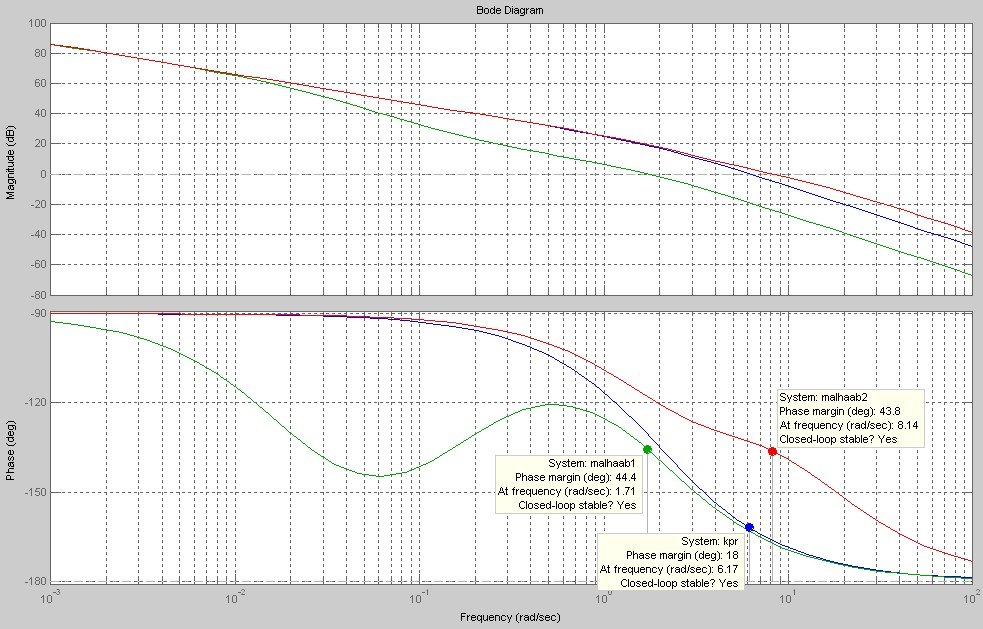 Bode Diagram
Magnitude (dB)
100
80
60
40
20
0
-20
-40
-60
-80
Phase (deg)
-90
-120
-150
-180
System: malhaab2
Phase margin (deg): 43.8
At frequency (rad/sec): 8.14
Closed-loop stable? Yes
System: malhaab1
Phase margin (deg): 44.4
At frequency (rad/sec): 1.71
Closed-loop stable? Yes
System: kpr
Phase margin (deg): 18
At frequency (rad/sec): 6.17
Closed-loop stable? Yes
10^-3 10^-2 10^-1 10^0 10^1 10^2
Frequency (rad/sec)